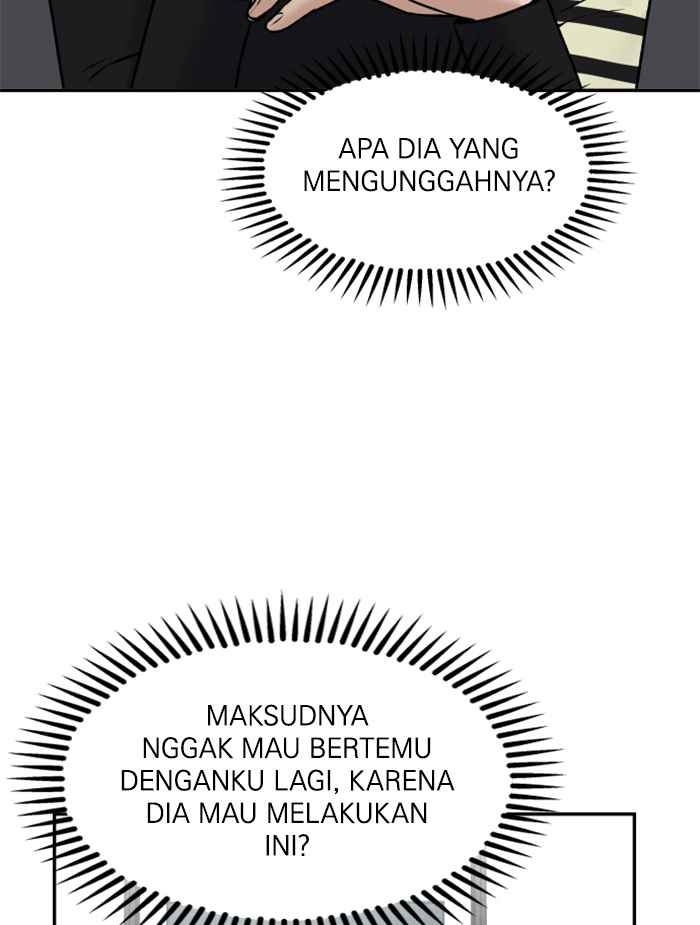 APA DIA YANG
MENGUNGGAHNYA?
MAKSUDNYA
NGGAK MAU BERTEMU
DENGANKU LAGI, KARENA
DIA MAU MELAKUKAN
INI?